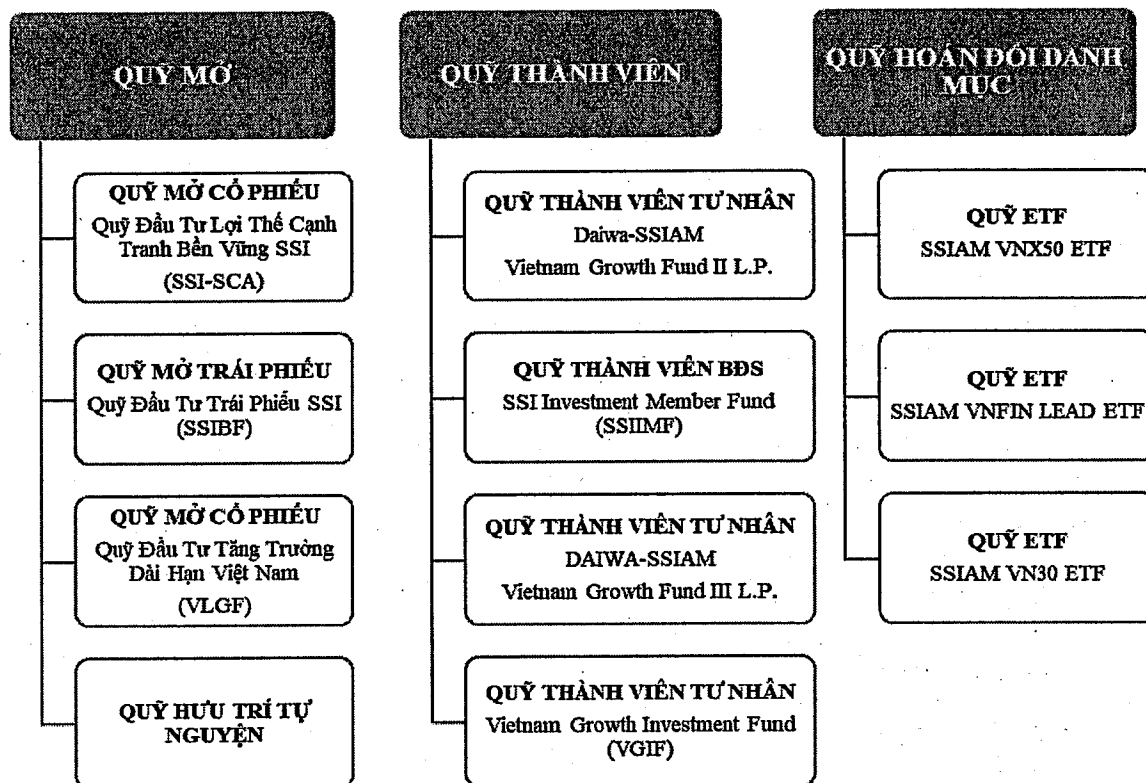 QUỸ MỞ
QUỸ MỞ CỔ PHIẾU
Quỹ Đầu Tư Lợi Thế Cạnh
Tranh Bền Vững SSI
(SSI-SCA)
QUỸ MỞ TRÁI PHIẾU
Quỹ Đầu Tư Trái Phiếu SSI
(SSIBF)
QUỸ MỞ CỔ PHIẾU
Quỹ Đầu Tư Tăng Trưởng
Dài Hạn Việt Nam
(VLGF)
QUỸ HƯU TRÍ TỰ
NGUYỆN
QUỸ THÀNH VIÊN
QUỸ THÀNH VIÊN TƯ NHÂN
Daiwa-SSIAM
Vietnam Growth Fund II L.P.
QUỸ THÀNH VIÊN BĐS
SSI Investment Member Fund
(SSIIMF)
QUỸ THÀNH VIÊN TƯ NHÂN
DAIWA-SSIAM
Vietnam Growth Fund III L.P.
QUỸ THÀNH VIÊN TƯ NHÂN
Vietnam Growth Investment Fund
(VGIF)
QUỸ HOÁN ĐỔI DANH
MỤC
QUỸ ETF
SSIAM VNX50 ETF
QUỸ ETF
SSIAM VNFIN LEAD ETF
QUỸ ETF
SSIAM VN30 ETF